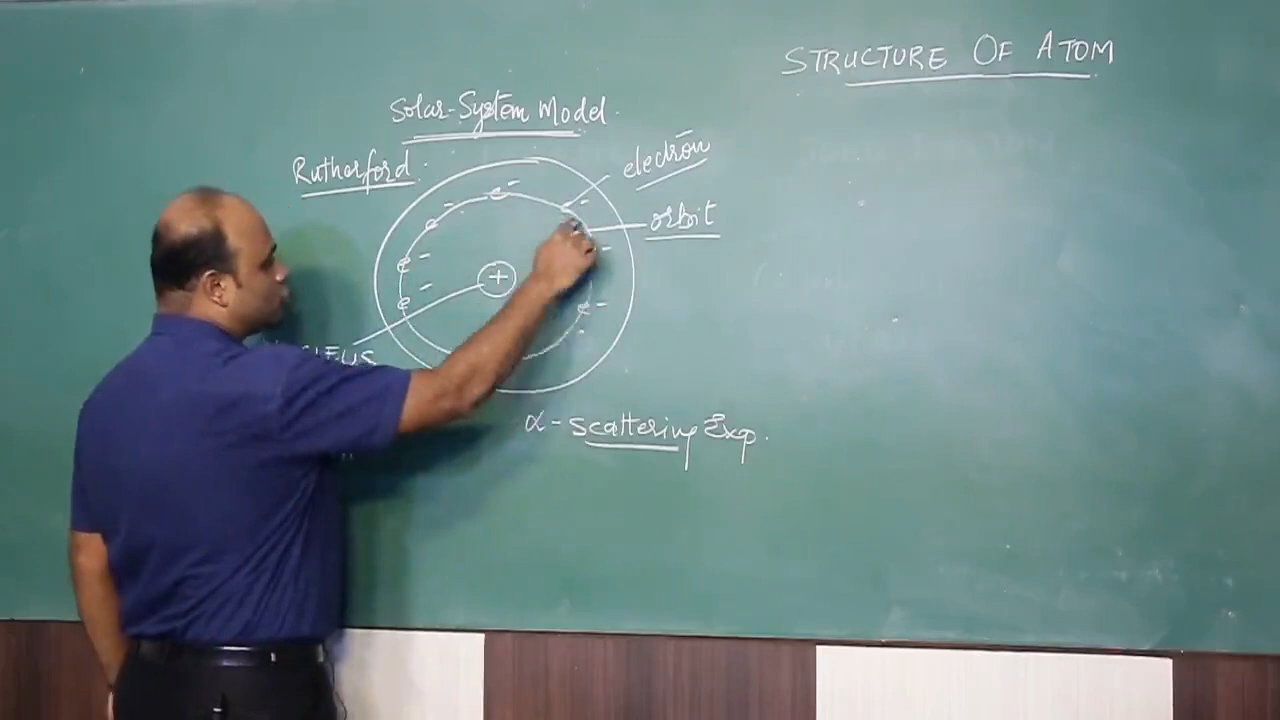 STRUCTURE OF ATOM
Solar-System Model.
Rutherford.
electron
orbit
e-
e-
e-
e-
+
α-scattering Exp.